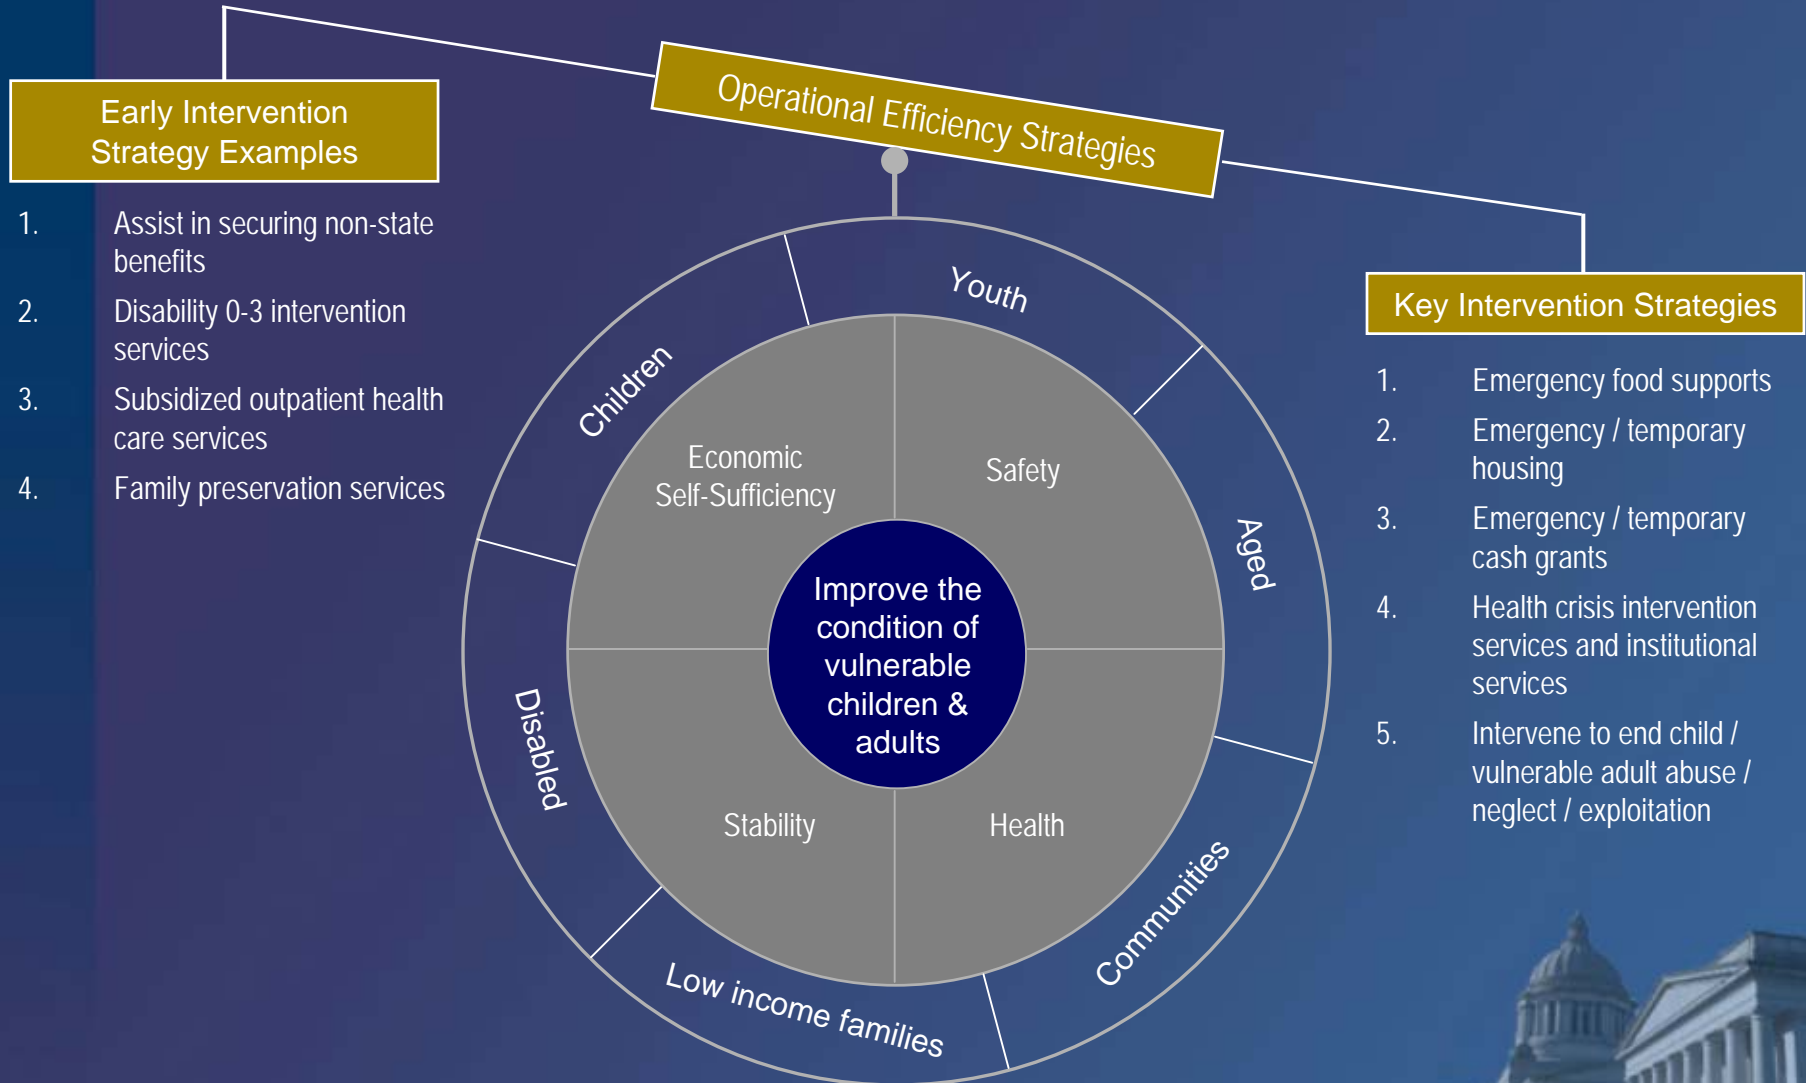 Operational Efficiency Strategies
Early Intervention
Strategy Examples
1. Assist in securing non-state
benefits
2. Disability 0-3 intervention
services
3. Subsidized outpatient health
care services
4. Family preservation services
Youth
Children
Aged
Disabled
Communities
Low income families
Economic
Self-Sufficiency
Safety
Improve the
condition of
vulnerable
children &
adults
Stability
Health
Key Intervention Strategies
1. Emergency food supports
2. Emergency / temporary
housing
3. Emergency / temporary
cash grants
4. Health crisis intervention
services and institutional
services
5. Intervene to end child /
vulnerable adult abuse /
neglect / exploitation